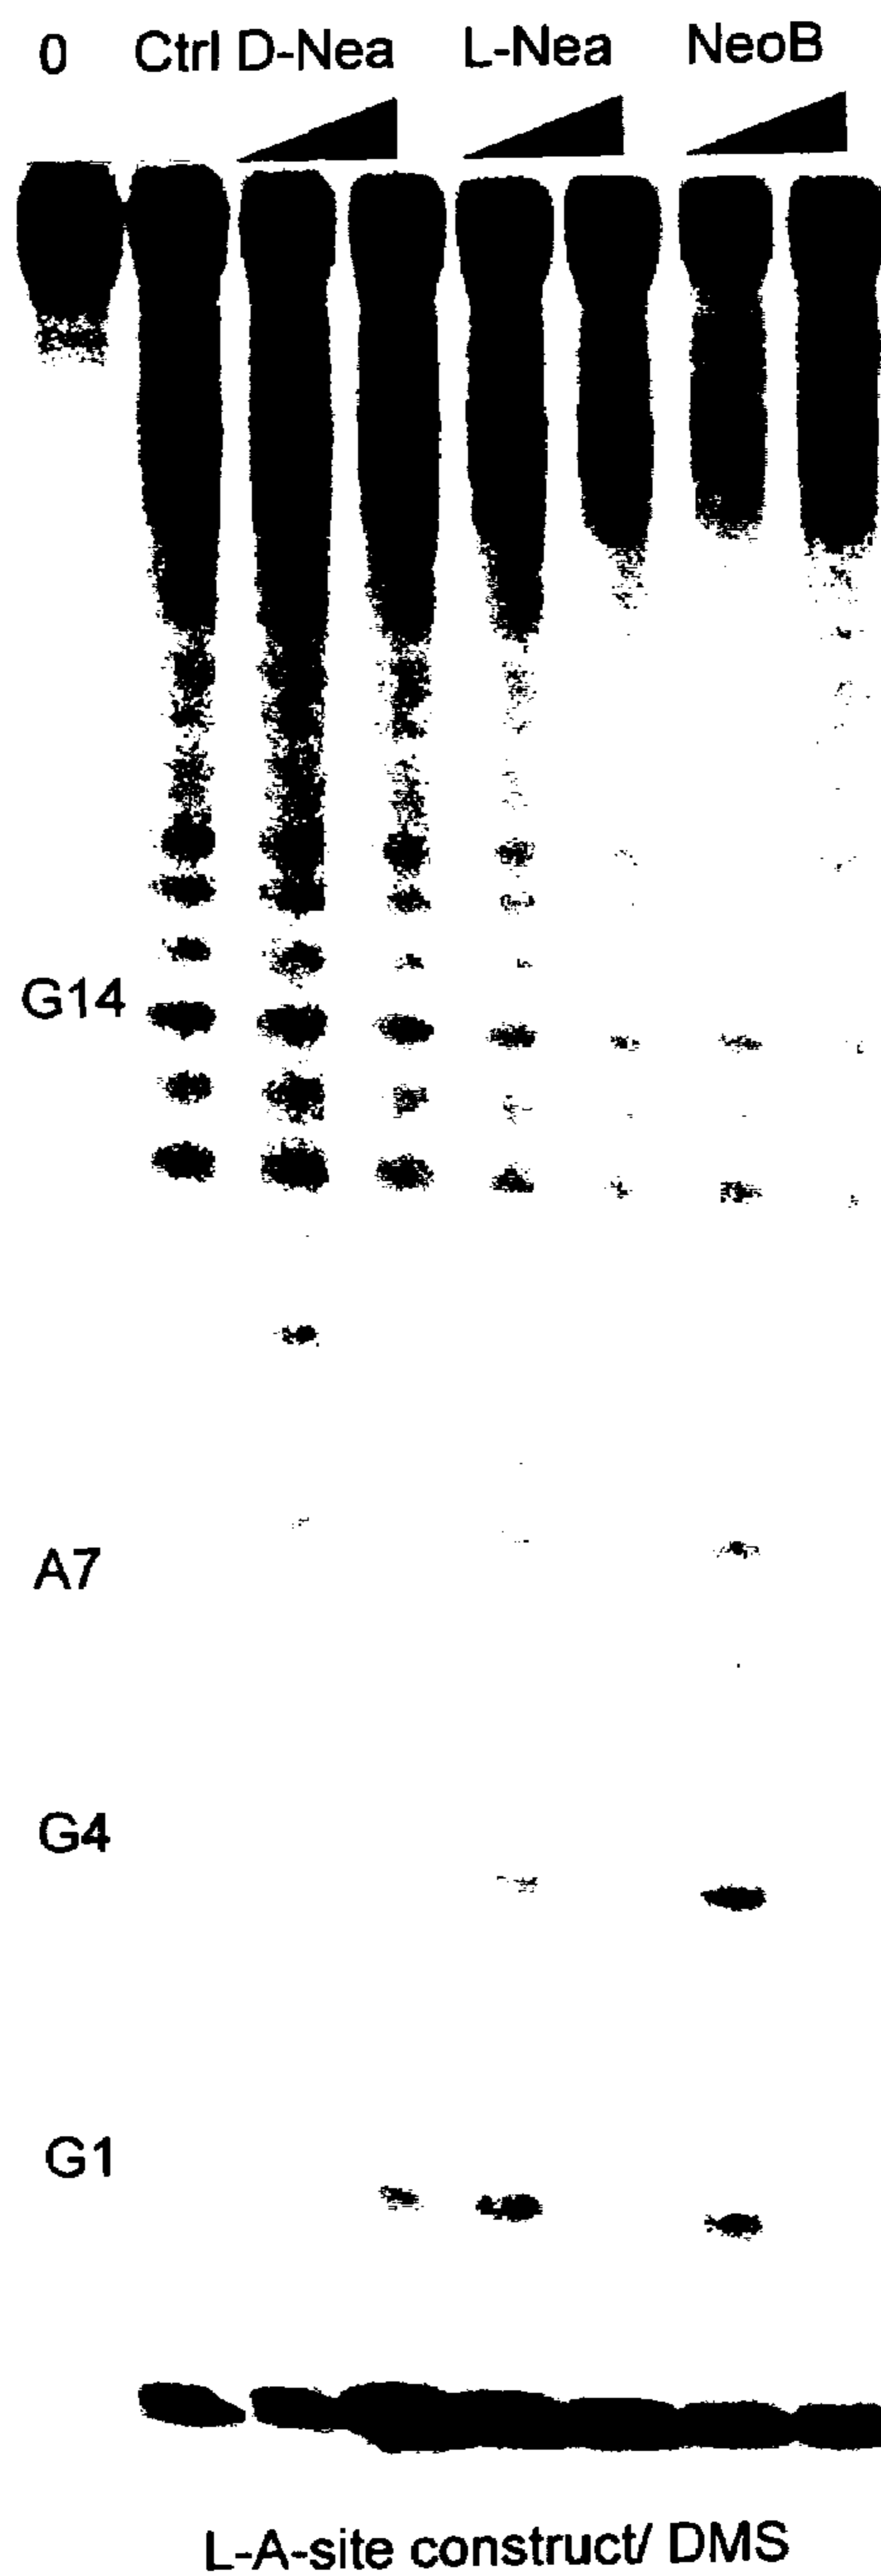 0 Ctrl D-Nea L-Nea NeoB
G14
A7
G4
G1
L-A-site construct/ DMS